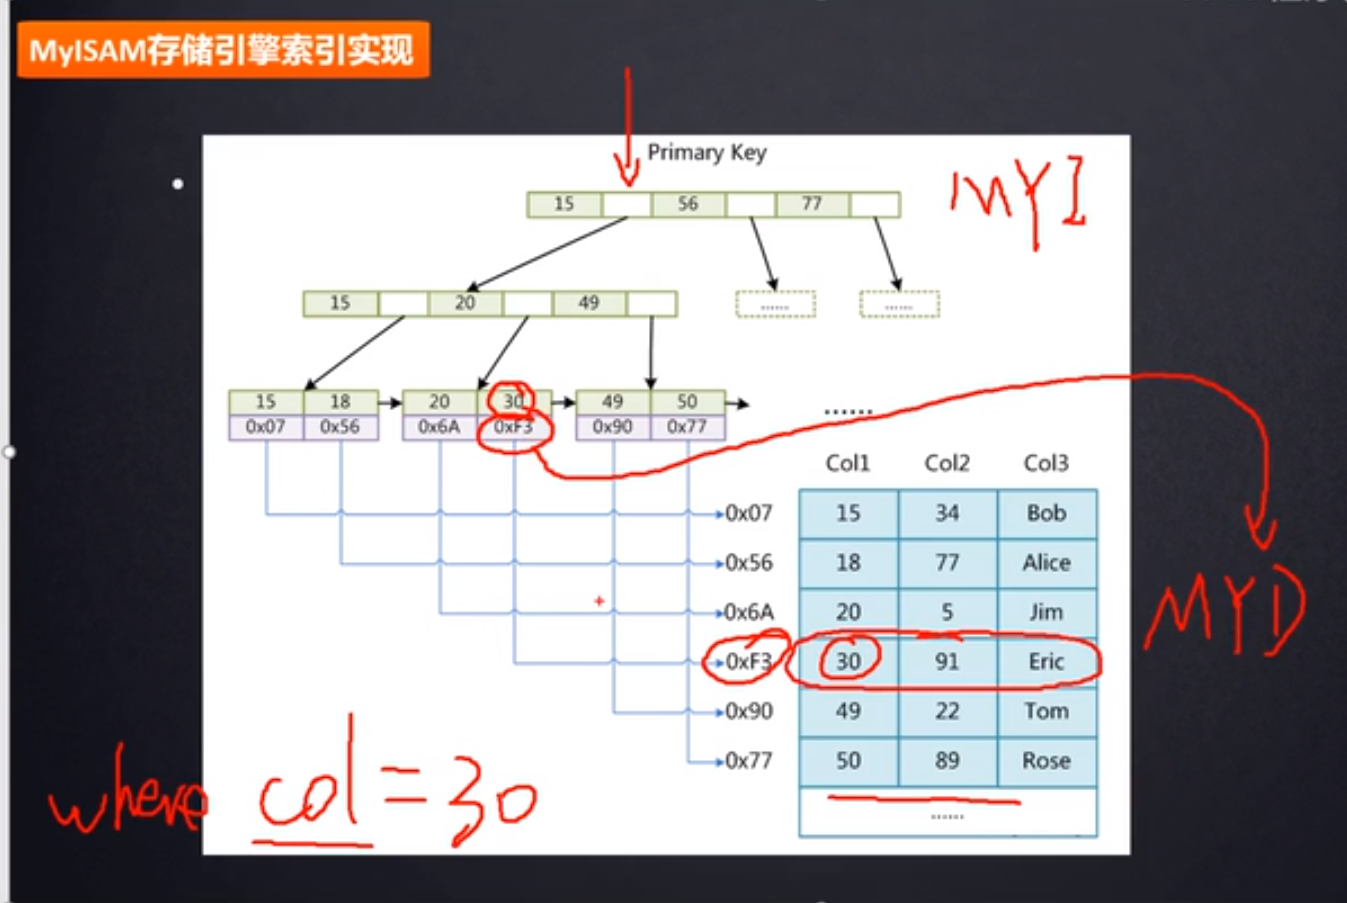 MyISAM存储引擎索引实现
Primary Key
MYI
15 56 77
15 20 49
...... ......
15 18 20 30 49 50
0x07 0x56 0x6A 0xF3 0x90 0x77
......
Col1 Col2 Col3
0x07 15 34 Bob
0x56 18 77 Alice
0x6A 20 5 Jim
MYD
0xF3 30 91 Eric
0x90 49 22 Tom
0x77 50 89 Rose
where col=30
......